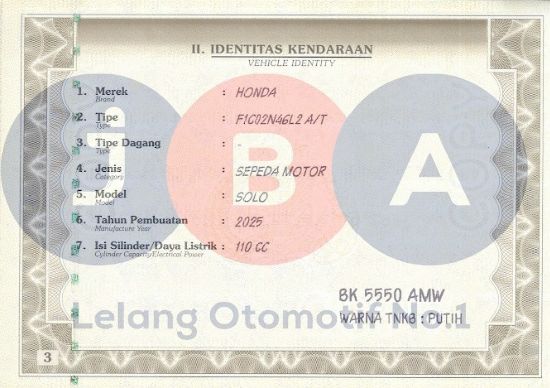 II. IDENTITAS KENDARAAN
VEHICLE IDENTITY
1. Merek : HONDA
Brand
2. Tipe : F1C02N46L2 A/T
Type
3. Tipe Dagang : -
Type
4. Jenis : SEPEDA MOTOR
Category
5. Model : SOLO
Model
6. Tahun Pembuatan : 2025
Manufacture Year
7. Isi Silinder/Daya Listrik : 110 CC
Cylinder Capacity/Electrical Power
JBA
BK 5550 AMW
Lelang Otomotif No.1
WARNA TNKB : PUTIH
3